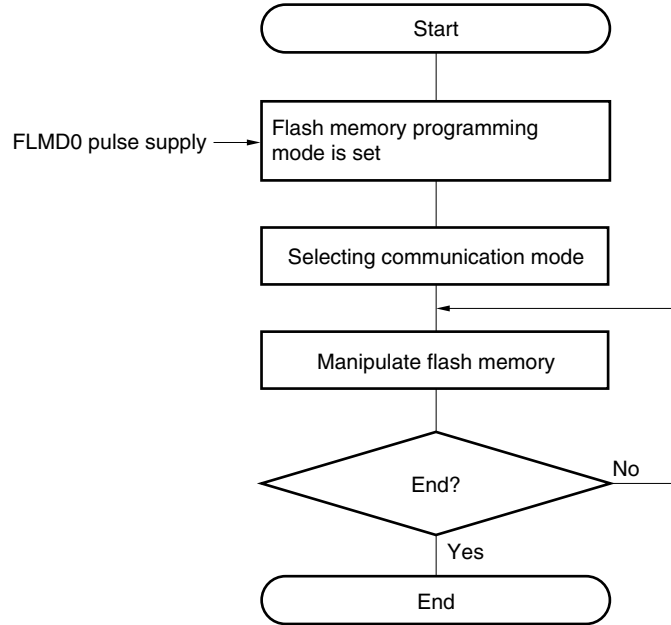 Start
FLMD0 pulse supply
Flash memory programming
mode is set
Selecting communication mode
Manipulate flash memory
End?
No
Yes
End